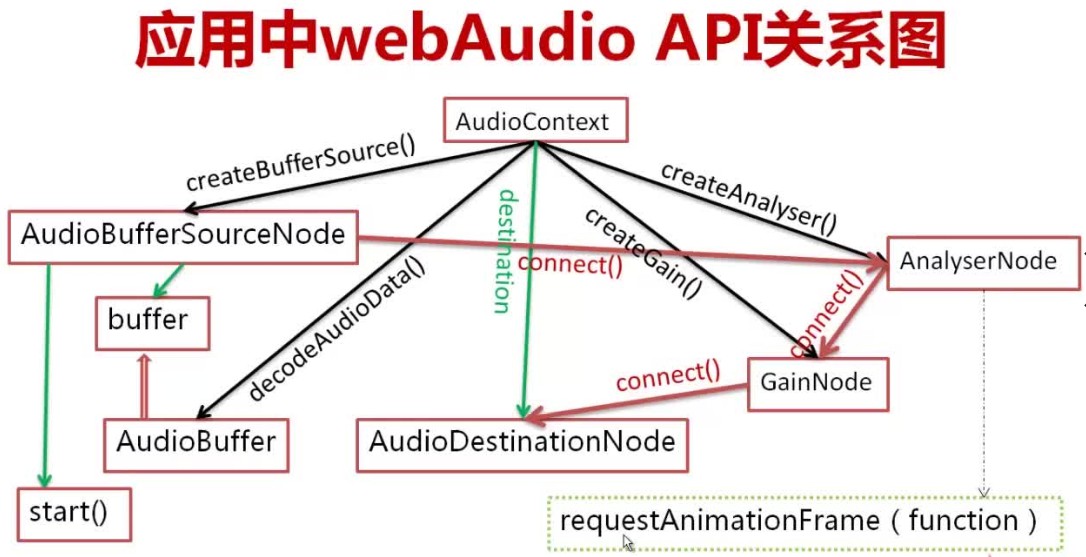 应用中webAudio API关系图
AudioContext
createBufferSource()
createAnalyser()
destination
createGain()
AudioBufferSourceNode
connect()
AnalyserNode
decodeAudioData()
connect()
buffer
connect()
GainNode
AudioBuffer
AudioDestinationNode
start()
requestAnimationFrame（function）